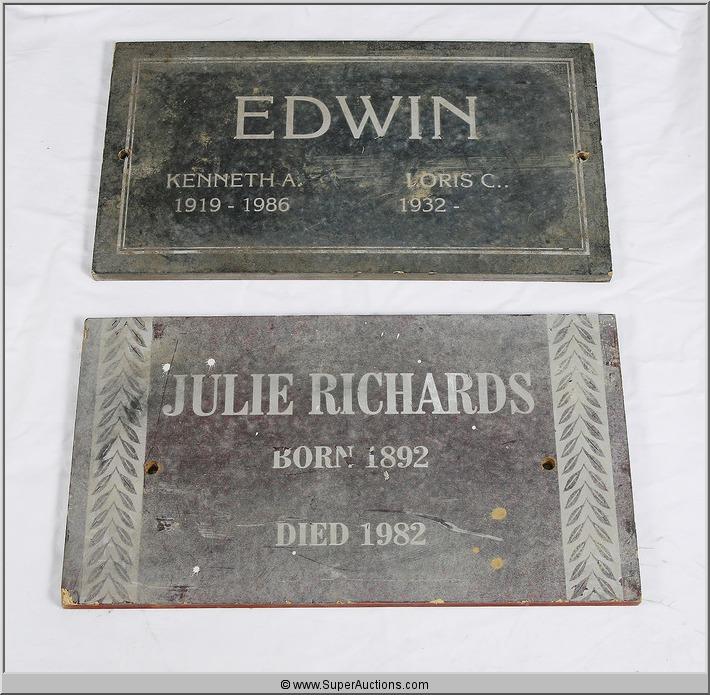 EDWIN
KENNETH A. LORIS C..
1919 - 1986 1932 -
JULIE RICHARDS
BORN 1892
DIED 1982
© www.SuperAuctions.com